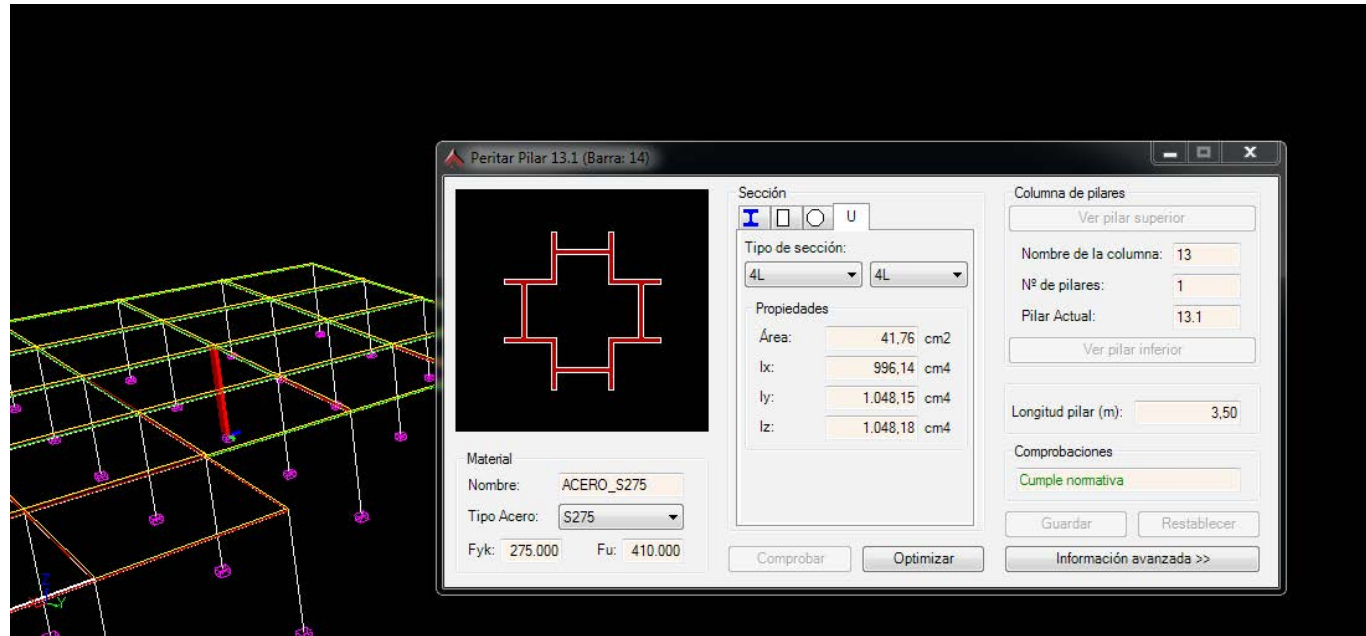 Peritar Pilar 13.1 (Barra: 14)
Sección
U
Tipo de sección:
4L 4L
Propiedades
Área: 41,76 cm2
Ix: 996,14 cm4
Iy: 1.048,15 cm4
Iz: 1.048,18 cm4
Material
Nombre: ACERO_S275
Tipo Acero: S275
Fyk: 275.000 Fu: 410.000
Comprobar Optimizar
Columna de pilares
Ver pilar superior
Nombre de la columna: 13
Nº de pilares: 1
Pilar Actual: 13.1
Ver pilar inferior
Longitud pilar (m): 3,50
Comprobaciones
Cumple normativa
Guardar Restablecer
Información avanzada >>
Z
Y